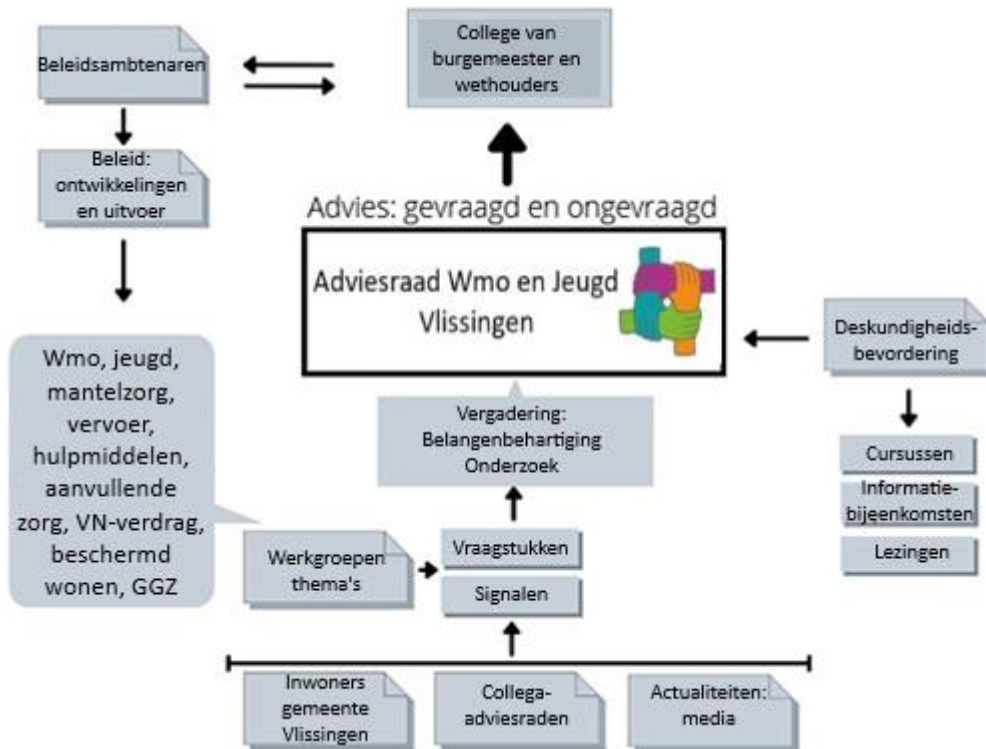 College van
burgemeester en
wethouders
Beleidsambtenaren
Beleid:
ontwikkelingen
en uitvoer
Advies: gevraagd en ongevraagd
Adviesraad Wmo en Jeugd
Vlissingen
Deskundigheids-
bevordering
Wmo, jeugd,
mantelzorg,
vervoer,
hulpmiddelen,
aanvullende
zorg, VN-verdrag,
beschermd
wonen, GGZ
Vergadering:
Belangenbehartiging
Onderzoek
Cursussen
Informatie-
bijeenkomsten
Lezingen
Werkgroepen
thema's
Vraagstukken
Signalen
Inwoners
gemeente
Vlissingen
Collega-
adviesraden
Actualiteiten:
media